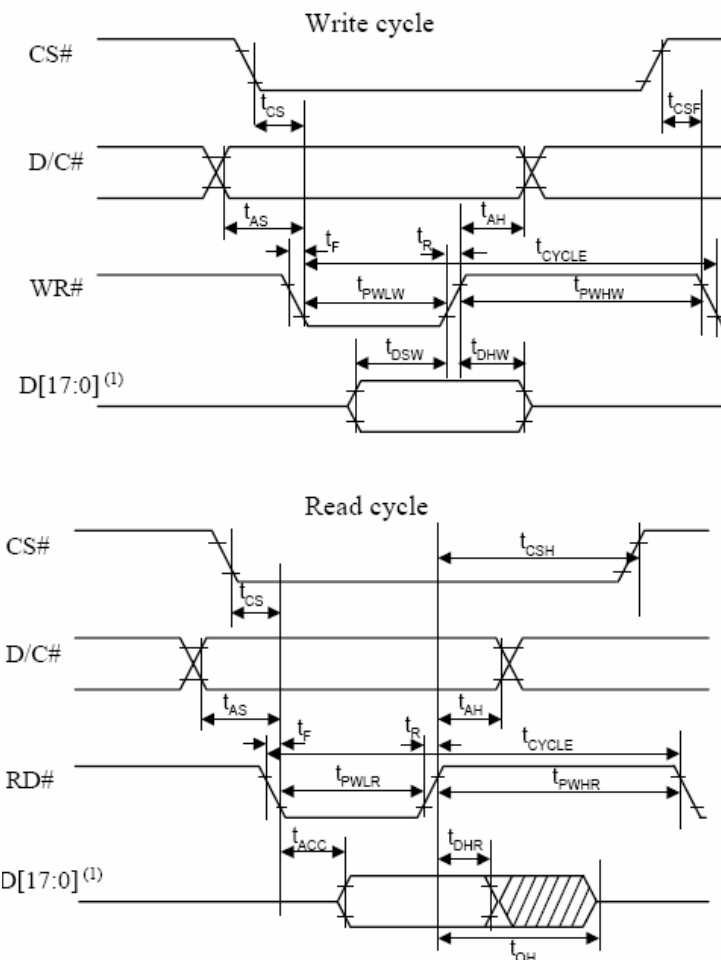 Write cycle
CS#
tCS
tCSF
D/C#
tAS
tF
tR
tAH
tCYCLE
WR#
tPWLW
tPWHW
tDSW
tDHW
D[17:0](1)
Read cycle
CS#
tCSH
tCS
D/C#
tAS
tF
tR
tAH
tCYCLE
RD#
tPWLR
tPWHR
tACC
tDHR
D[17:0](1)
tOH